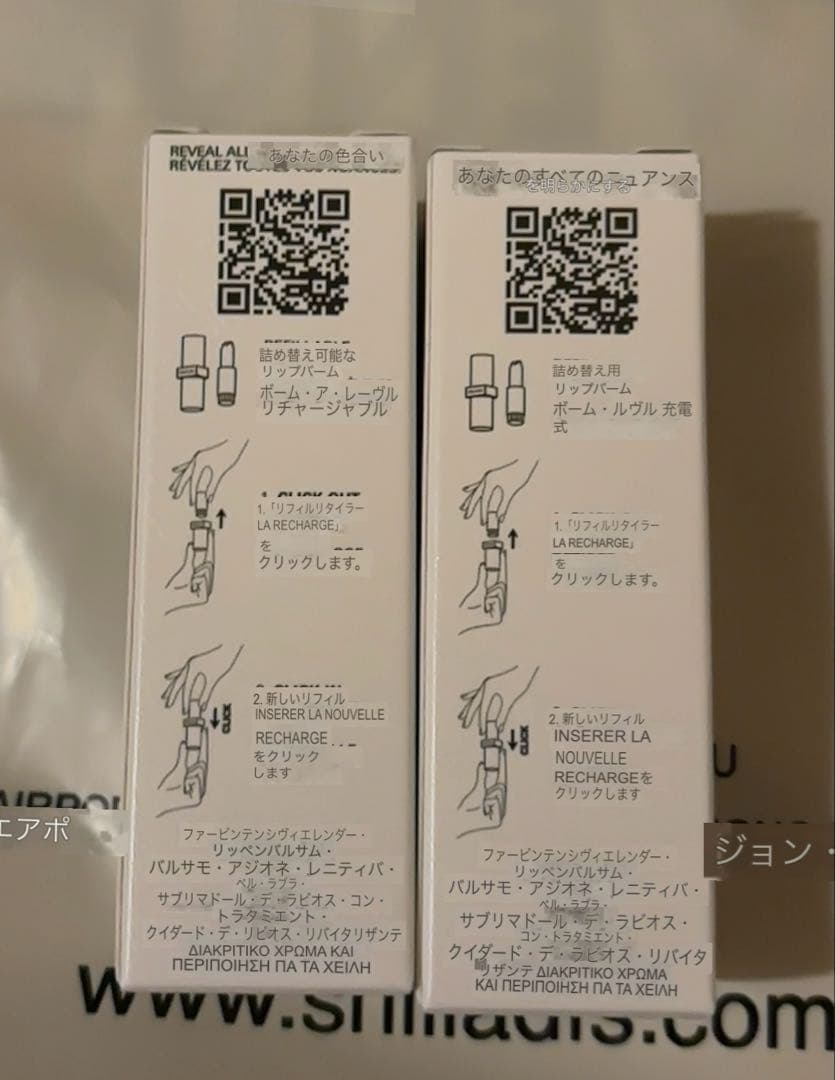 REVEAL ALL あなたの色合い
RÉVÉLEZ
詰め替え可能な
リップバーム
ボーム・ア・レーヴル
リチャージャブル
1.「リフィルリタイラー
LA RECHARGE」
を
クリックします。
2. 新しいリフィル
INSERER LA NOUVELLE
RECHARGE
をクリック
します
CLICK
ファービンテンシヴィエレンダー・
リッペンバルサム・
バルサモ・アジオネ・レニティバ・
ペル・ラブラ・
サブリマドール・デ・ラビオス・コン・
トラタミエント・
クイダード・デ・リビオス・リバイタリザンテ
ΔΙΑΚΡΙΤΙΚΟ ΧΡΩΜΑ ΚΑΙ
ΠΕΡΙΠΟΙΗΣΗ ΓΙΑ ΤΑ ΧΕΙΛΗ
あなたのすべてのニュアンス
を明らかにする
詰め替え用
リップバーム
ボーム・ルヴル 充電
式
1.「リフィルリタイラー
LA RECHARGE」
を
クリックします。
2. 新しいリフィル
INSERER LA
NOUVELLE
RECHARGEを
クリックします
CLICK
ファービンテンシヴィエレンダー・
リッペンバルサム・
バルサモ・アジオネ・レニティバ・
ペル・ラブラ・
サブリマドール・デ・ラビオス・
コン・トラタミエント・
クイダード・デ・ラビオス・リバイタ
リザンテ ΔΙΑΚΡΙΤΙΚΟ ΧΡΩΜΑ
ΚΑΙ ΠΕΡΙΠΟΙΗΣΗ ΓΙΑ ΤΑ ΧΕΙΛΗ
エアポ
ジョン・